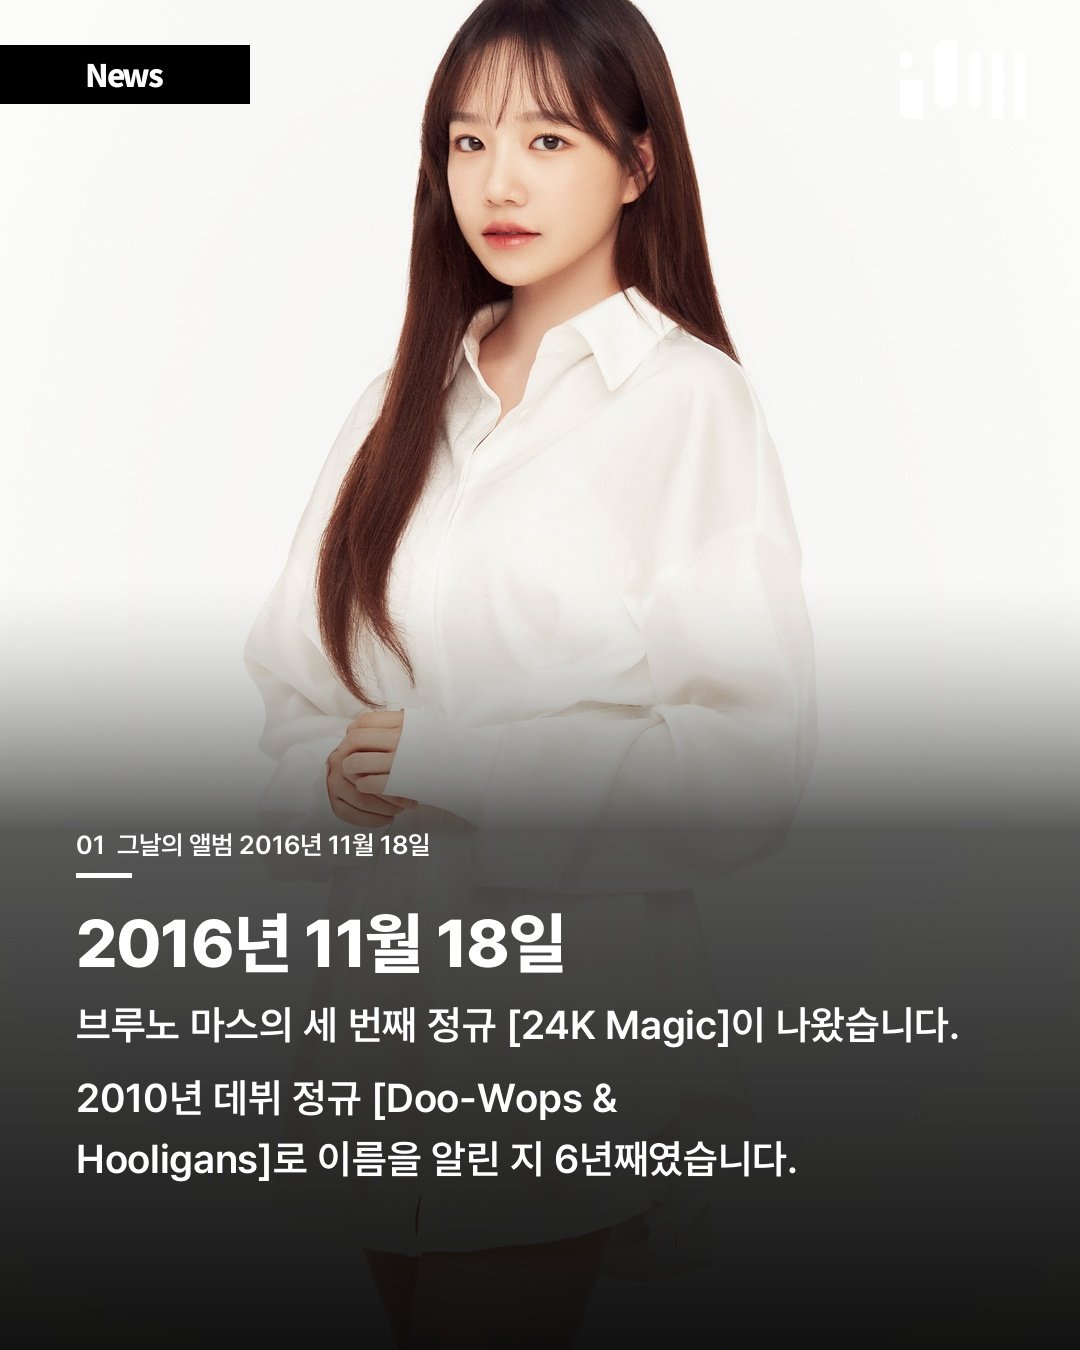 News
01 그날의 앨범 2016년 11월 18일
2016년 11월 18일
브루노 마스의 세 번째 정규 [24K Magic]이 나왔습니다.
2010년 데뷔 정규 [Doo-Wops &
Hooligans]로 이름을 알린 지 6년째였습니다.